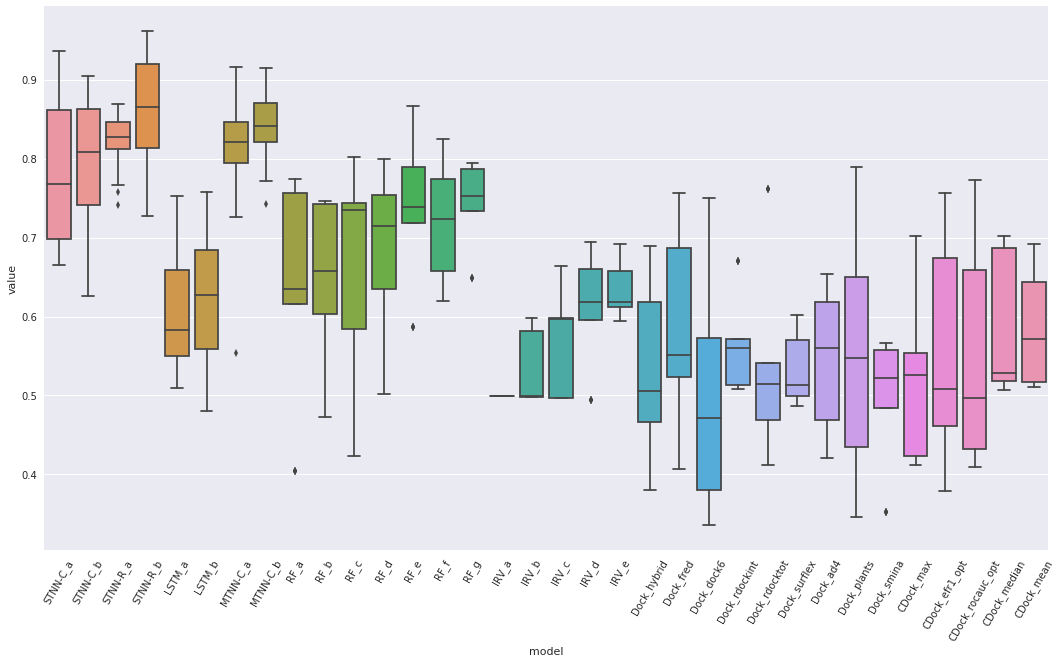 0.9
0.8
0.7
0.6
0.5
0.4
value
STNN-C_a
STNN-C_b
STNN-R_a
STNN-R_b
LSTM_a
LSTM_b
MTNN-C_a
MTNN-C_b
RF_a
RF_b
RF_c
RF_d
RF_e
RF_f
RF_g
IRV_a
IRV_b
IRV_c
IRV_d
IRV_e
Dock_hybrid
Dock_fred
Dock_dock6
Dock_rdockint
Dock_rdocktot
Dock_surflex
Dock_ad4
Dock_plants
Dock_smina
CDock_max
CDock_efr1_opt
CDock_rocauc_opt
CDock_median
CDock_mean
model